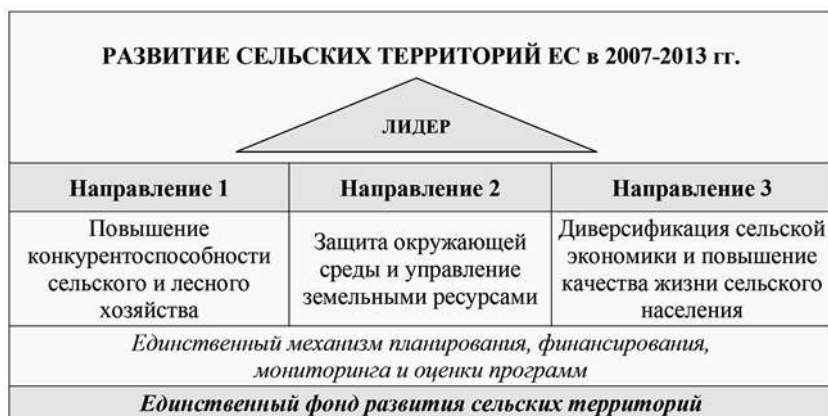 РАЗВИТИЕ СЕЛЬСКИХ ТЕРРИТОРИЙ ЕС в 2007-2013 гг.
ЛИДЕР
Направление 1
Направление 2
Направление 3
Повышение
конкурентоспособности
сельского и лесного
хозяйства
Защита окружающей
среды и управление
земельными ресурсами
Диверсификация сельской
экономики и повышение
качества жизни сельского
населения
Единственный механизм планирования, финансирования,
мониторинга и оценки программ
Единственный фонд развития сельских территорий